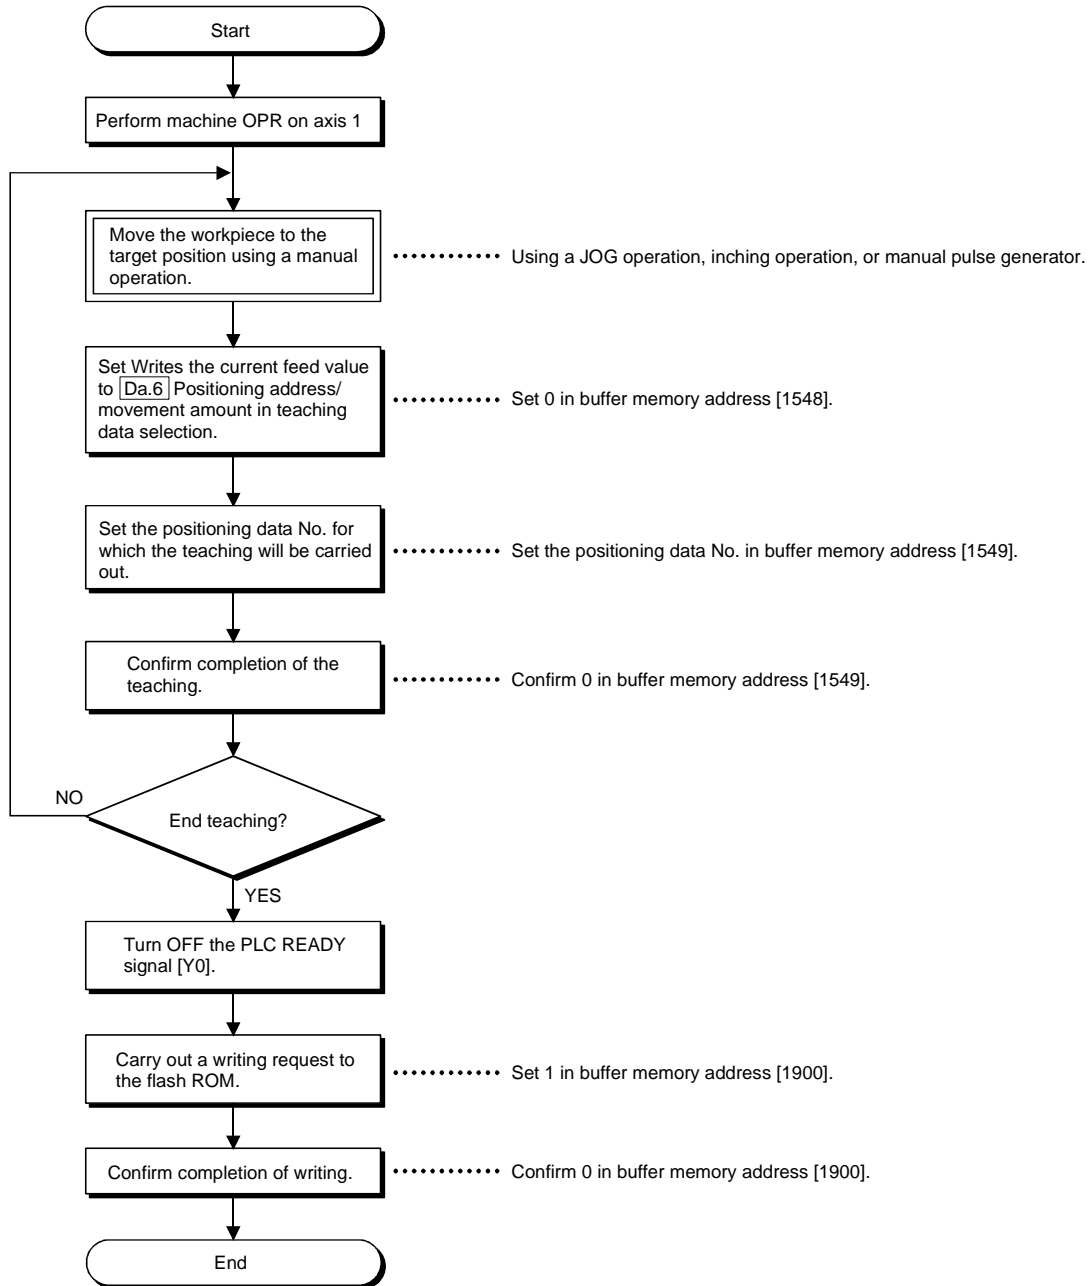 Start
Perform machine OPR on axis 1
Move the workpiece to the
target position using a manual
operation.
Using a JOG operation, inching operation, or manual pulse generator.
Set Writes the current feed value
to Da.6 Positioning address/
movement amount in teaching
data selection.
Set 0 in buffer memory address [1548].
Set the positioning data No. for
which the teaching will be carried
out.
Set the positioning data No. in buffer memory address [1549].
Confirm completion of the
teaching.
Confirm 0 in buffer memory address [1549].
NO
End teaching?
YES
Turn OFF the PLC READY
signal [Y0].
Carry out a writing request to
the flash ROM.
Set 1 in buffer memory address [1900].
Confirm completion of writing.
Confirm 0 in buffer memory address [1900].
End